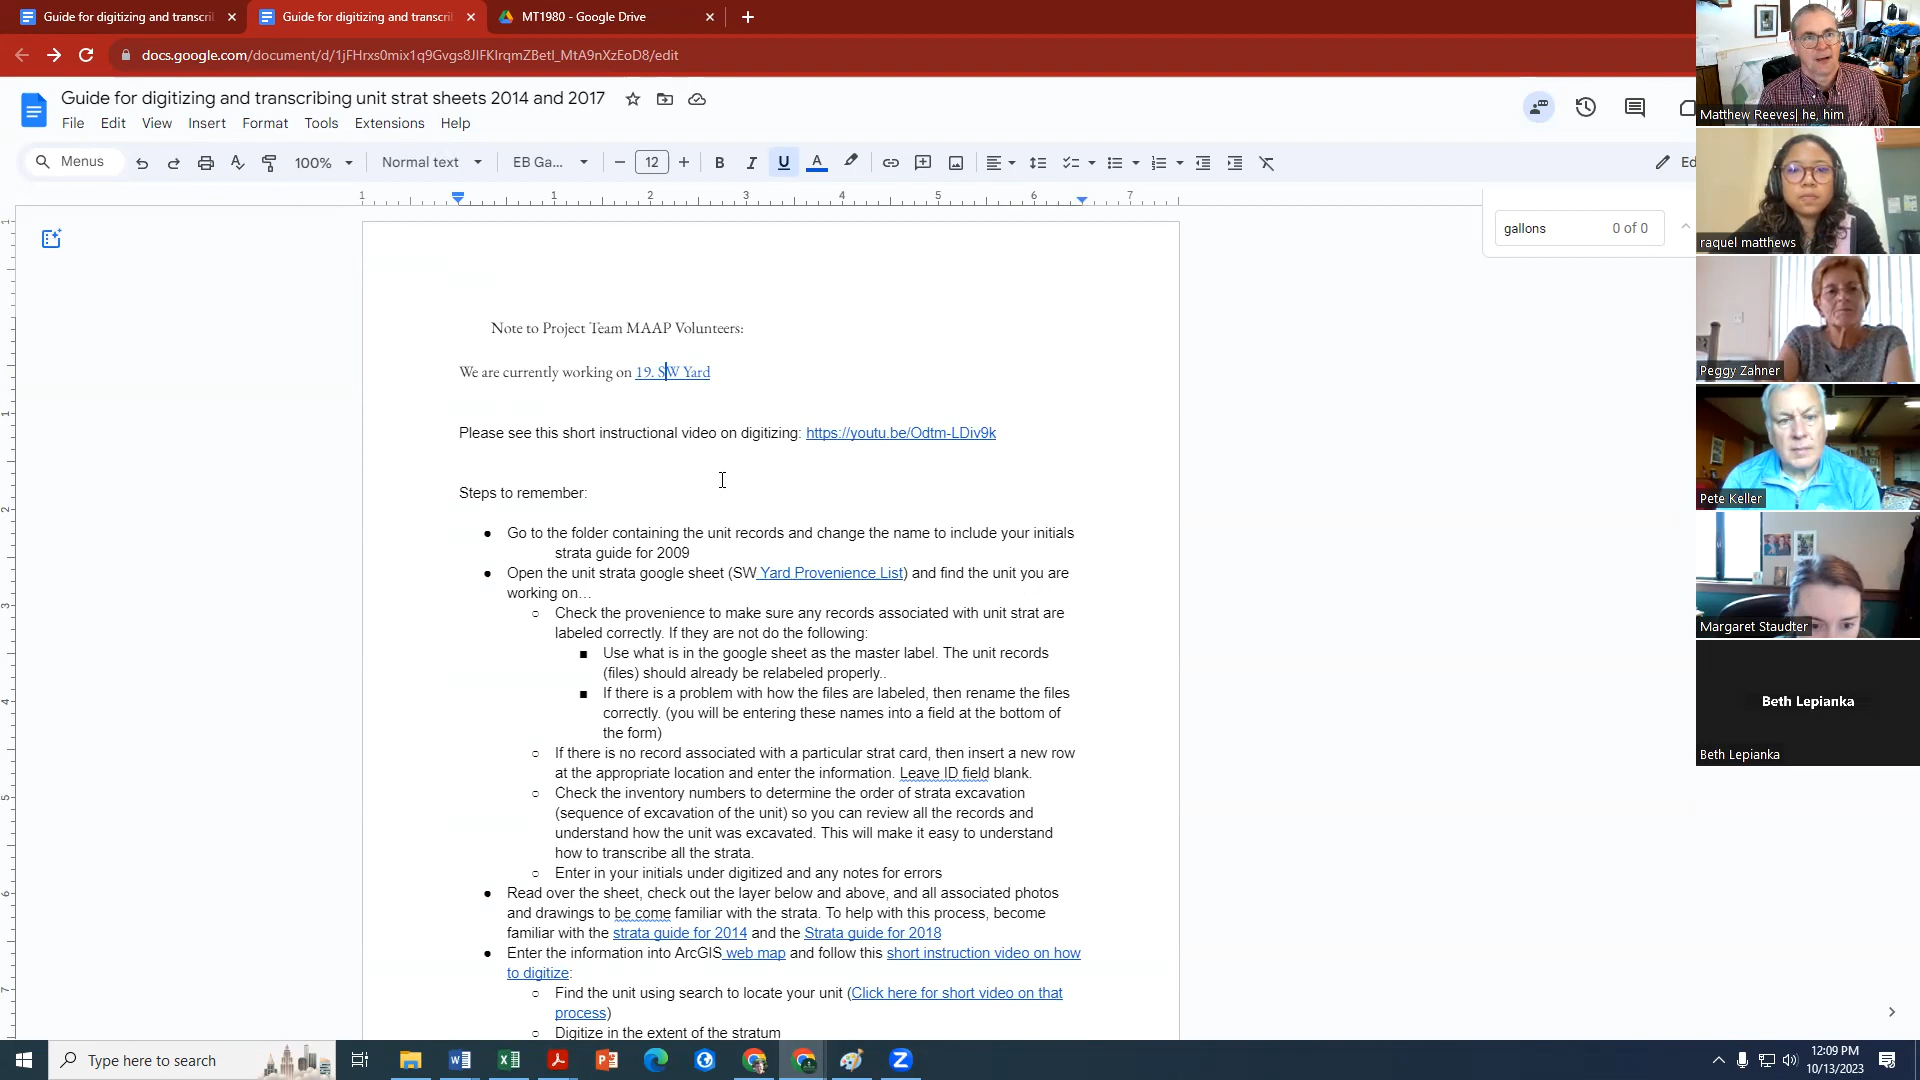 Guide for digitizing and transcri
Guide for digitizing and transcri
MT1980 - Google Drive
docs.google.com/document/d/1jFHrxs0mix1q9Gvgs8JIFKIrqmZBetl_MtA9nXzEoD8/edit
Guide for digitizing and transcribing unit strat sheets 2014 and 2017
File Edit View Insert Format Tools Extensions Help
Menus 100% Normal text EB Ga... 12 B I U A Ed
1 1 2 3 4 5 6 7
gallons 0 of 0
Note to Project Team MAAP Volunteers:
We are currently working on 19. SW Yard
Please see this short instructional video on digitizing: https://youtu.be/Odtm-LDiv9k
Steps to remember:
● Go to the folder containing the unit records and change the name to include your initials
strata guide for 2009
● Open the unit strata google sheet (SW Yard Provenience List) and find the unit you are
working on…
○ Check the provenience to make sure any records associated with unit strat are
labeled correctly. If they are not do the following:
■ Use what is in the google sheet as the master label. The unit records
(files) should already be relabeled properly..
■ If there is a problem with how the files are labeled, then rename the files
correctly. (you will be entering these names into a field at the bottom of
the form)
○ If there is no record associated with a particular strat card, then insert a new row
at the appropriate location and enter the information. Leave ID field blank.
○ Check the inventory numbers to determine the order of strata excavation
(sequence of excavation of the unit) so you can review all the records and
understand how the unit was excavated. This will make it easy to understand
how to transcribe all the strata.
○ Enter in your initials under digitized and any notes for errors
● Read over the sheet, check out the layer below and above, and all associated photos
and drawings to be come familiar with the strata. To help with this process, become
familiar with the strata guide for 2014 and the Strata guide for 2018
● Enter the information into ArcGIS web map and follow this short instruction video on how
to digitize:
○ Find the unit using search to locate your unit (Click here for short video on that
process)
○ Digitize in the extent of the stratum
Matthew Reeves| he, him
raquel matthews
Peggy Zahner
Pete Keller
Margaret Staudter
Beth Lepianka
Beth Lepianka
Type here to search
12:09 PM
10/13/2023